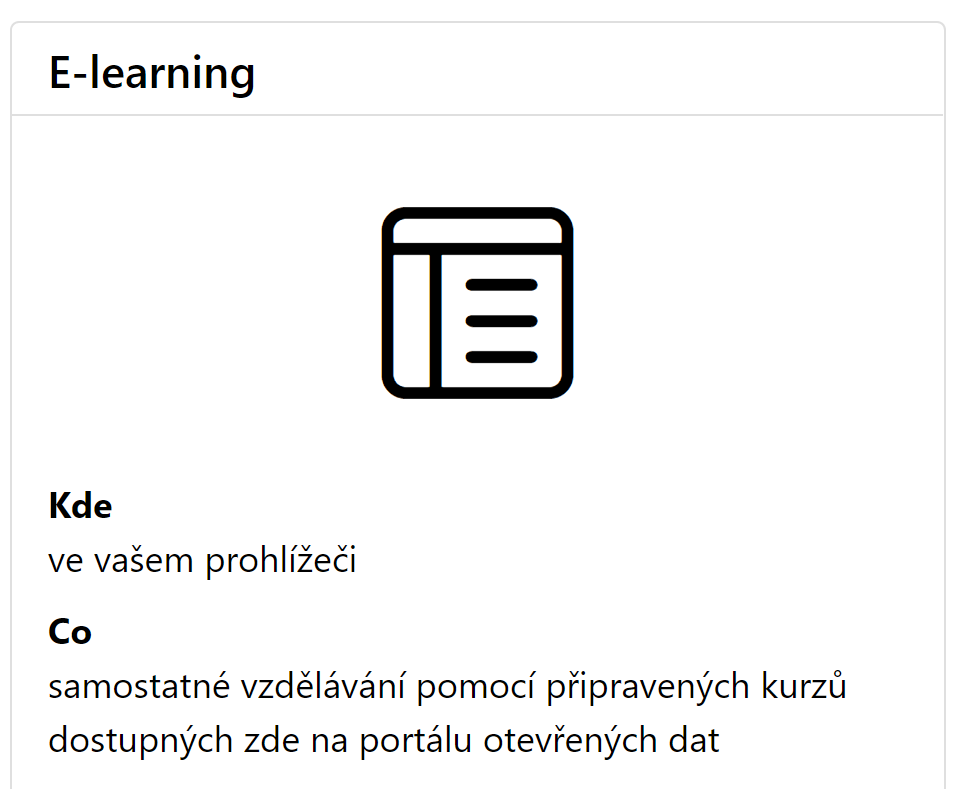 E-learning
Kde
ve vašem prohlížeči
Co
samostatné vzdělávání pomocí připravených kurzů
dostupných zde na portálu otevřených dat